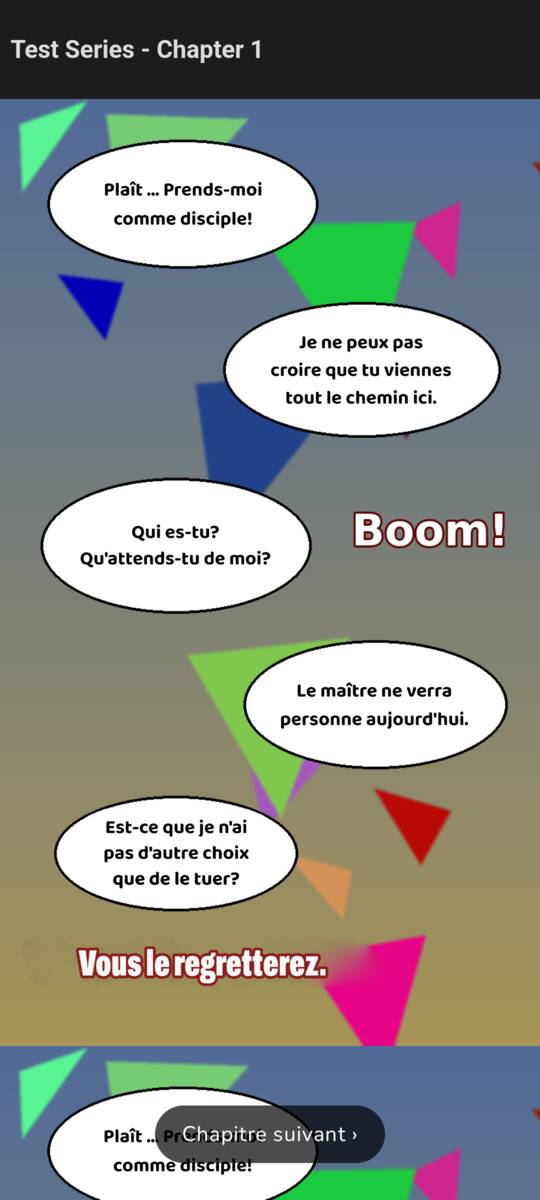 Test Series - Chapter 1
Plaît ... Prends-moi
comme disciple!
Je ne peux pas
croire que tu viennes
tout le chemin ici.
Qui es-tu?
Qu'attends-tu de moi?
Boom!
Le maître ne verra
personne aujourd'hui.
Est-ce que je n'ai
pas d'autre choix
que de le tuer?
Vous le regretterez.
Plaît ...
Chapitre suivant ›
comme disciple!